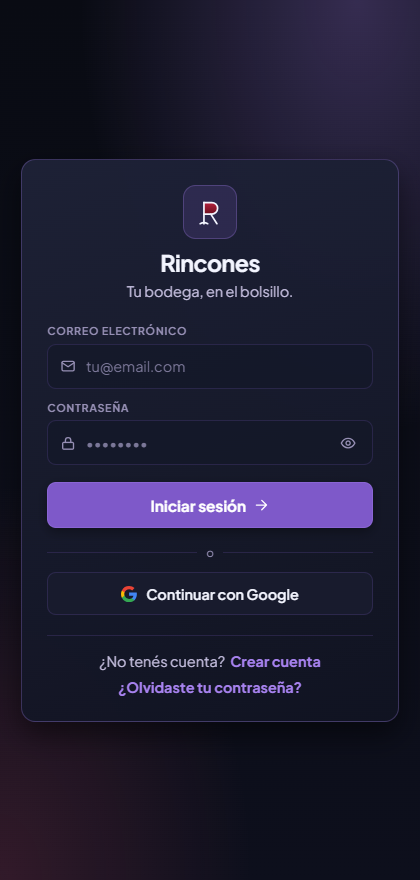 R
Rincones
Tu bodega, en el bolsillo.
CORREO ELECTRÓNICO
tu@email.com
CONTRASEÑA
••••••••
Iniciar sesión →
o
Continuar con Google
¿No tenés cuenta? Crear cuenta
¿Olvidaste tu contraseña?